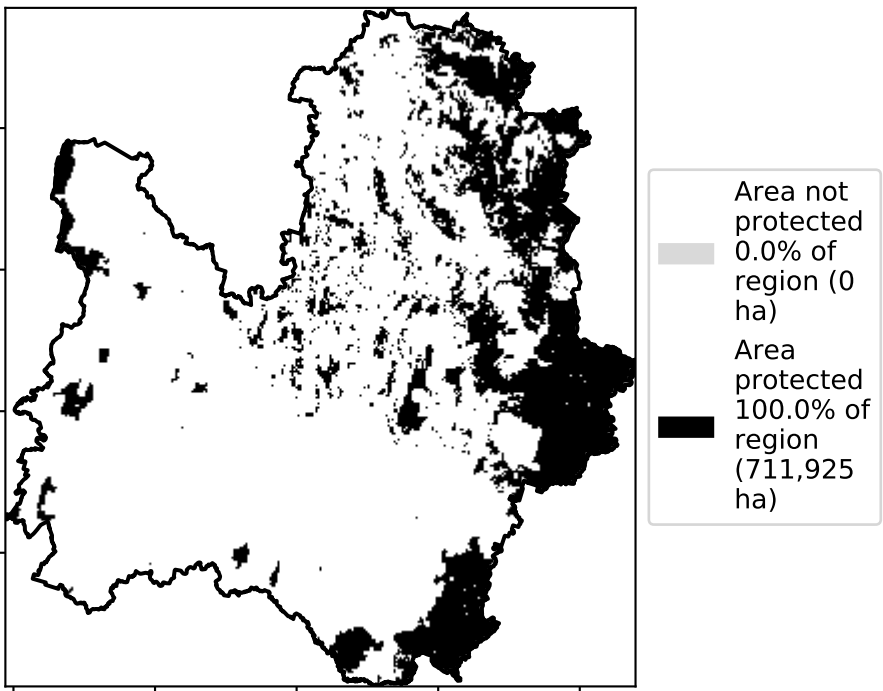 Area not
protected
0.0% of
region (0
ha)
Area
protected
100.0% of
region
(711,925
ha)